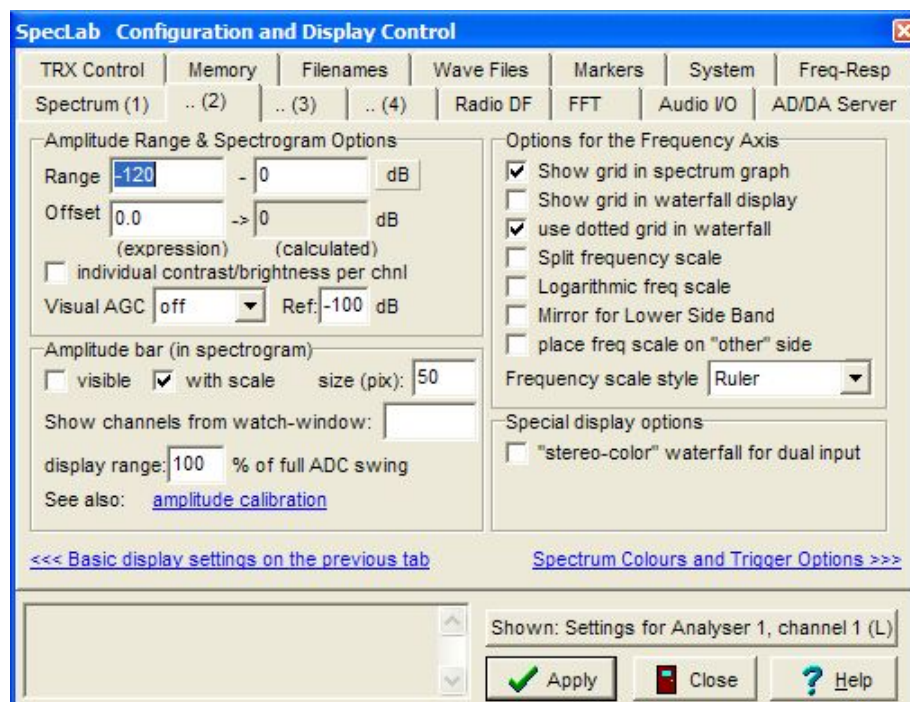 SpecLab Configuration and Display Control
TRX Control Memory Filenames Wave Files Markers System Freq-Resp
Spectrum (1) .. (2) .. (3) .. (4) Radio DF FFT Audio I/O AD/DA Server
Amplitude Range & Spectrogram Options
Range -120 - 0 dB
Offset 0.0 -> 0 dB
(expression) (calculated)
individual contrast/brightness per chnl
Visual AGC off Ref: -100 dB
Amplitude bar (in spectrogram)
visible with scale size (pix): 50
Show channels from watch-window:
display range: 100 % of full ADC swing
See also: amplitude calibration
Options for the Frequency Axis
Show grid in spectrum graph
Show grid in waterfall display
use dotted grid in waterfall
Split frequency scale
Logarithmic freq scale
Mirror for Lower Side Band
place freq scale on "other" side
Frequency scale style Ruler
Special display options
"stereo-color" waterfall for dual input
<<< Basic display settings on the previous tab
Spectrum Colours and Trigger Options >>>
Shown: Settings for Analyser 1, channel 1 (L)
Apply Close Help